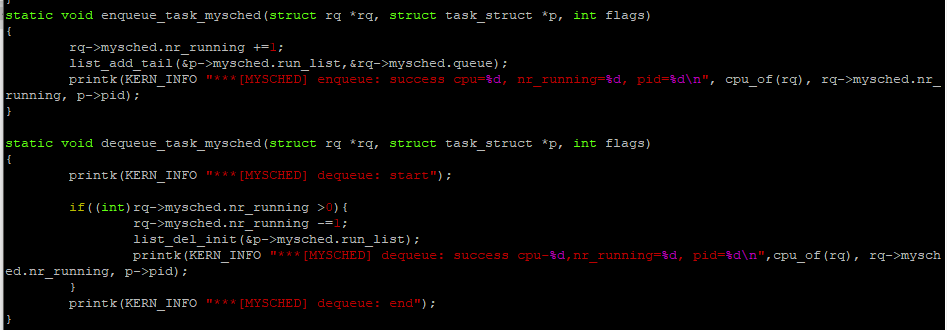 static void enqueue_task_mysched(struct rq *rq, struct task_struct *p, int flags)
{
        rq->mysched.nr_running +=1;
        list_add_tail(&p->mysched.run_list,&rq->mysched.queue);
        printk(KERN_INFO "***[MYSCHED] enqueue: success cpu=%d, nr_running=%d, pid=%d\n", cpu_of(rq), rq->mysched.nr_
running, p->pid);
}

static void dequeue_task_mysched(struct rq *rq, struct task_struct *p, int flags)
{
        printk(KERN_INFO "***[MYSCHED] dequeue: start");

        if((int)rq->mysched.nr_running >0){
                rq->mysched.nr_running -=1;
                list_del_init(&p->mysched.run_list);
                printk(KERN_INFO "***[MYSCHED] dequeue: success cpu-%d,nr_running=%d, pid=%d\n",cpu_of(rq), rq->mysch
ed.nr_running, p->pid);
        }
        printk(KERN_INFO "***[MYSCHED] dequeue: end");
}